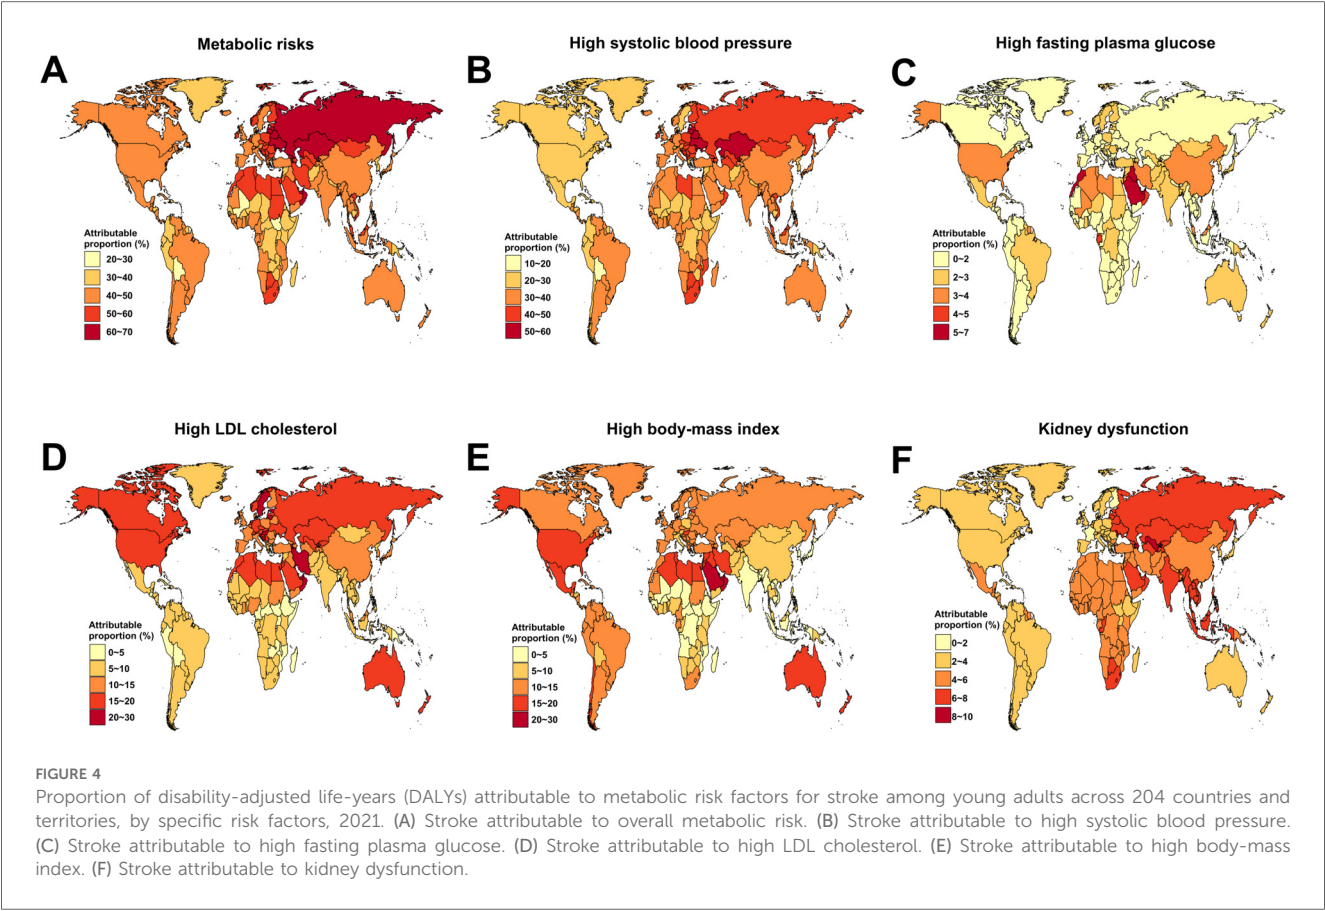 Metabolic risks
A
Attributable
proportion (%)
20~30
30~40
40~50
50~60
60~70
High systolic blood pressure
B
Attributable
proportion (%)
10~20
20~30
30~40
40~50
50~60
High fasting plasma glucose
C
Attributable
proportion (%)
0~2
2~3
3~4
4~5
5~7
High LDL cholesterol
D
Attributable
proportion (%)
0~5
5~10
10~15
15~20
20~30
High body-mass index
E
Attributable
proportion (%)
0~5
5~10
10~15
15~20
20~30
Kidney dysfunction
F
Attributable
proportion (%)
0~2
2~4
4~6
6~8
8~10
FIGURE 4
Proportion of disability-adjusted life-years (DALYs) attributable to metabolic risk factors for stroke among young adults across 204 countries and
territories, by specific risk factors, 2021. (A) Stroke attributable to overall metabolic risk. (B) Stroke attributable to high systolic blood pressure.
(C) Stroke attributable to high fasting plasma glucose. (D) Stroke attributable to high LDL cholesterol. (E) Stroke attributable to high body-mass
index. (F) Stroke attributable to kidney dysfunction.